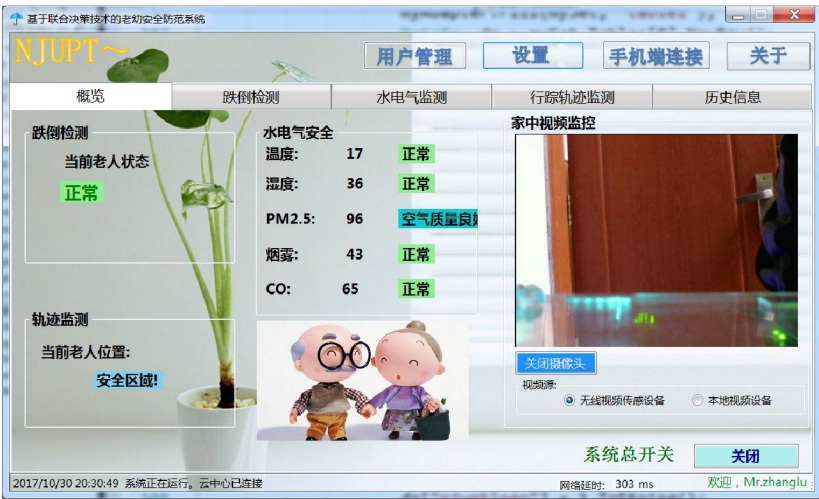 基于联合决策技术的老幼安全防范系统
NJUPT～
用户管理 设置 手机端连接 关于
概览 跌倒检测 水电气监测 行踪轨迹监测 历史信息
跌倒检测
当前老人状态
正常
水电气安全
温度: 17 正常
湿度: 36 正常
PM2.5: 96 空气质量良好
烟雾: 43 正常
CO: 65 正常
轨迹监测
当前老人位置:
安全区域!
家中视频监控
关闭摄像头
视频源:
无线视频传感设备 本地视频设备
系统总开关 关闭
2017/10/30 20:30:49 系统正在运行。云中心已连接 网络延时: 303 ms 欢迎，Mr.zhanglu